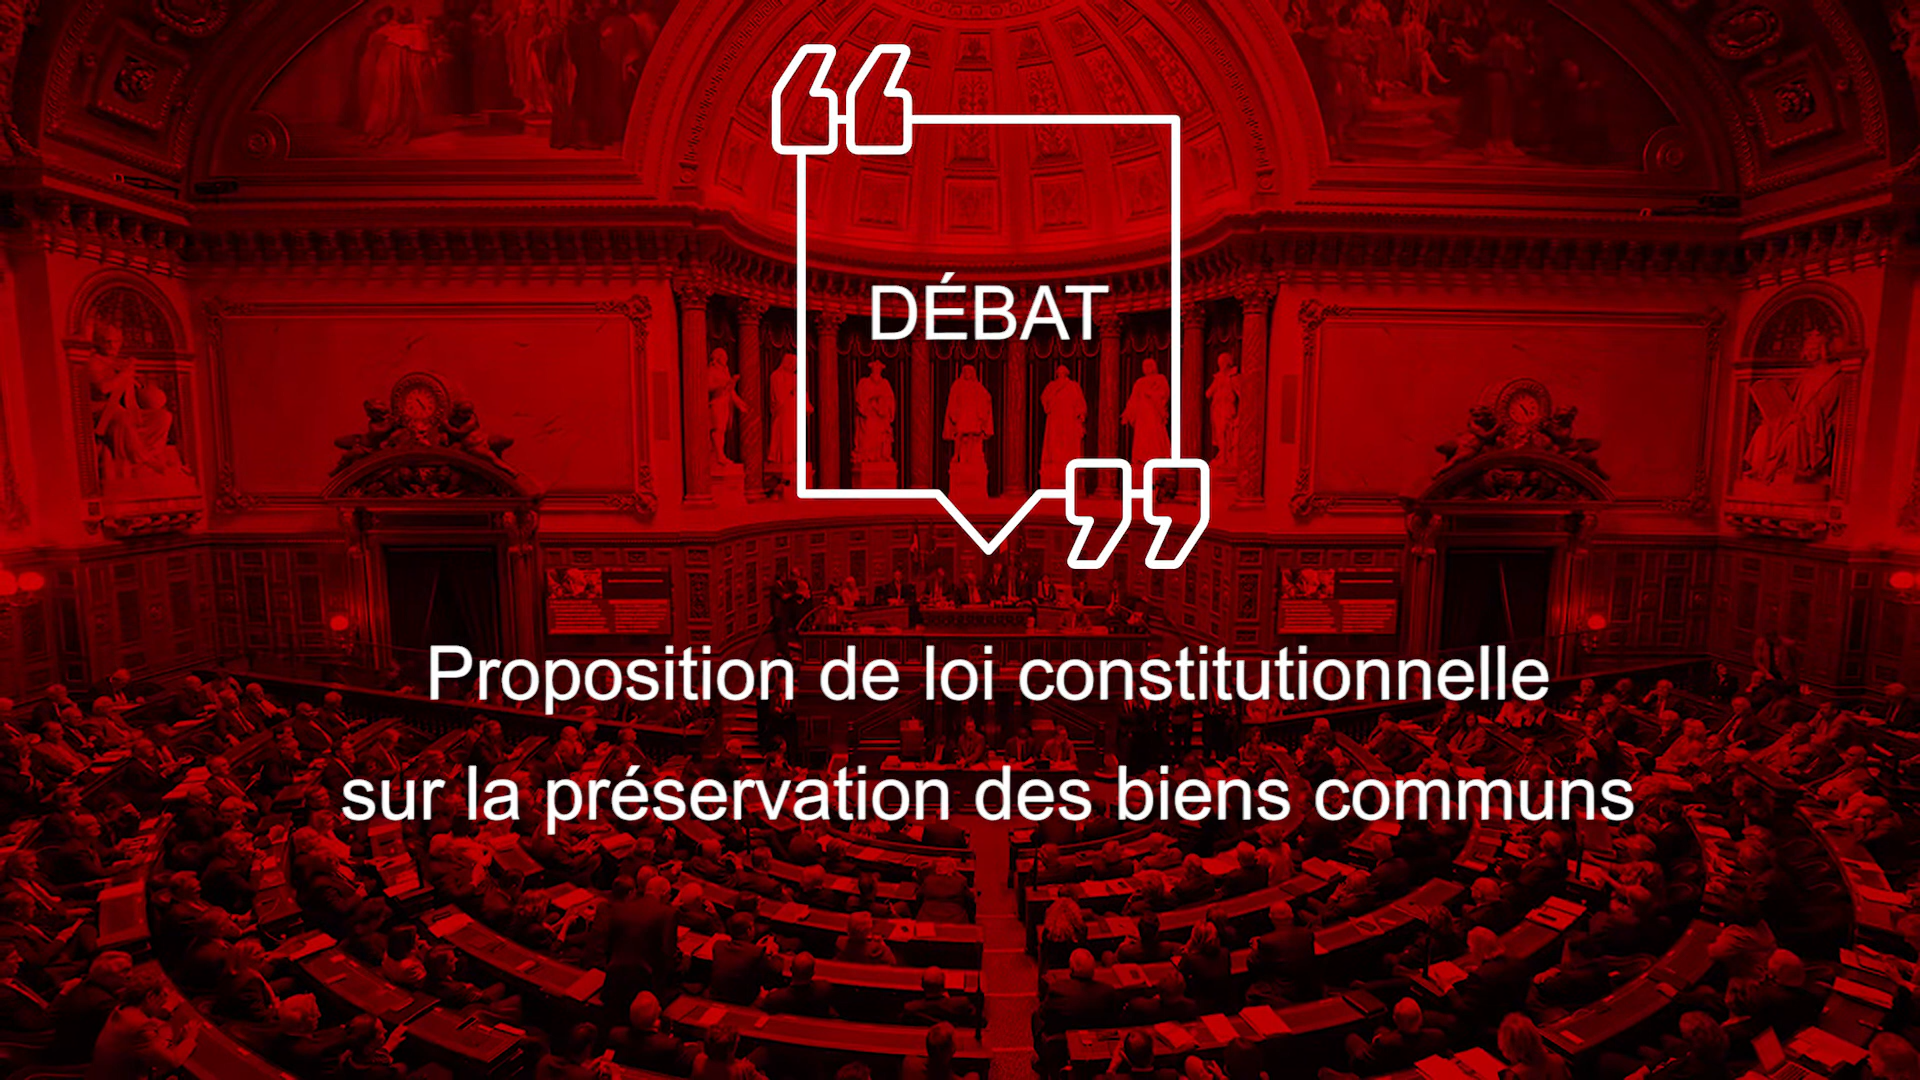 DÉBAT
Proposition de loi constitutionnelle
sur la préservation des biens communs